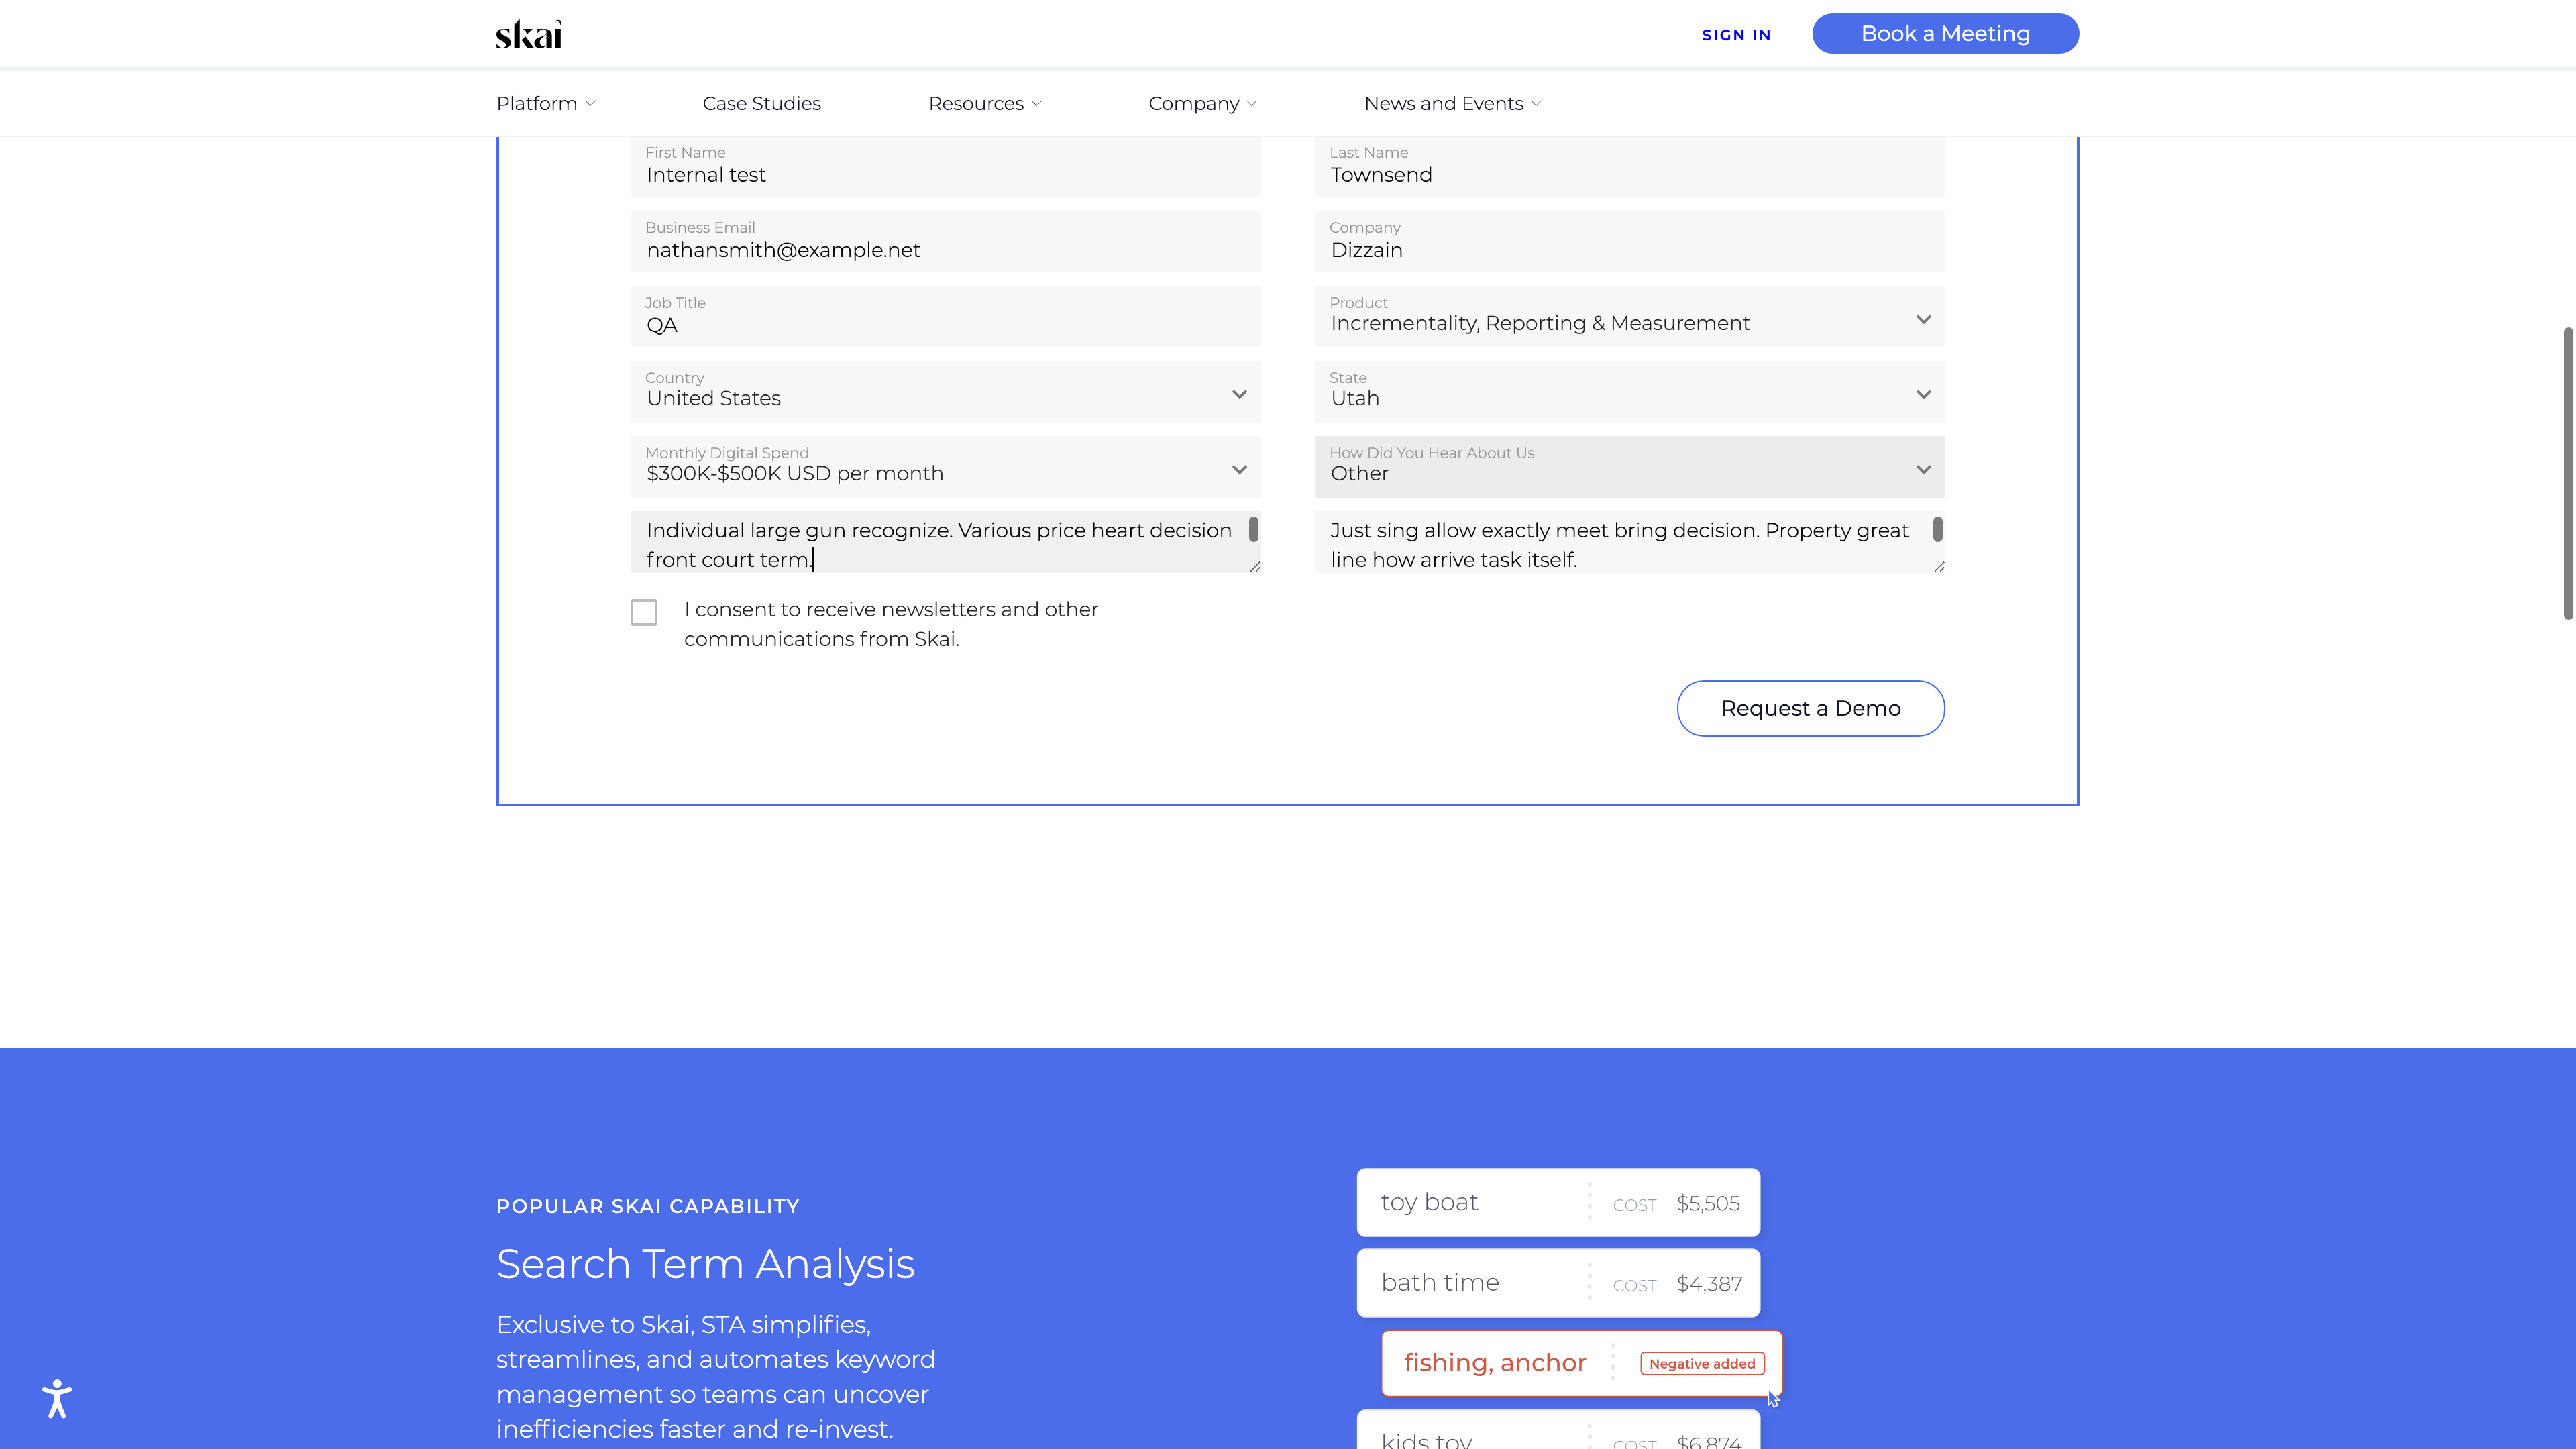 skai
SIGN IN
Book a Meeting
Platform
Case Studies
Resources
Company
News and Events
First Name
Internal test
Last Name
Townsend
Business Email
nathansmith@example.net
Company
Dizzain
Job Title
QA
Product
Incrementality, Reporting & Measurement
Country
United States
State
Utah
Monthly Digital Spend
$300K-$500K USD per month
How Did You Hear About Us
Other
Individual large gun recognize. Various price heart decision
front court term.
Just sing allow exactly meet bring decision. Property great
line how arrive task itself.
I consent to receive newsletters and other
communications from Skai.
Request a Demo
POPULAR SKAI CAPABILITY
Search Term Analysis
Exclusive to Skai, STA simplifies,
streamlines, and automates keyword
management so teams can uncover
inefficiencies faster and re-invest.
toy boat COST $5,505
bath time COST $4,387
fishing, anchor Negative added
kids toy COST $6,874